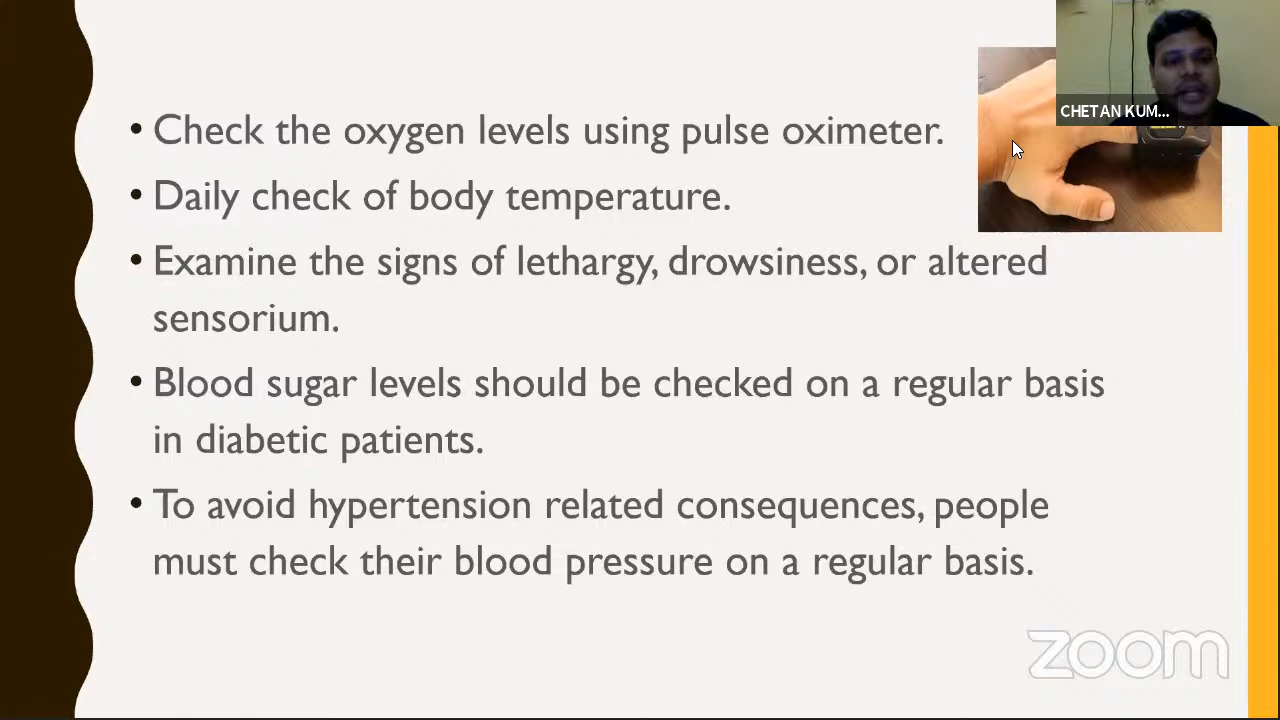 CHETAN KUM...
• Check the oxygen levels using pulse oximeter.
• Daily check of body temperature.
• Examine the signs of lethargy, drowsiness, or altered
sensorium.
• Blood sugar levels should be checked on a regular basis
in diabetic patients.
• To avoid hypertension related consequences, people
must check their blood pressure on a regular basis.
zoom